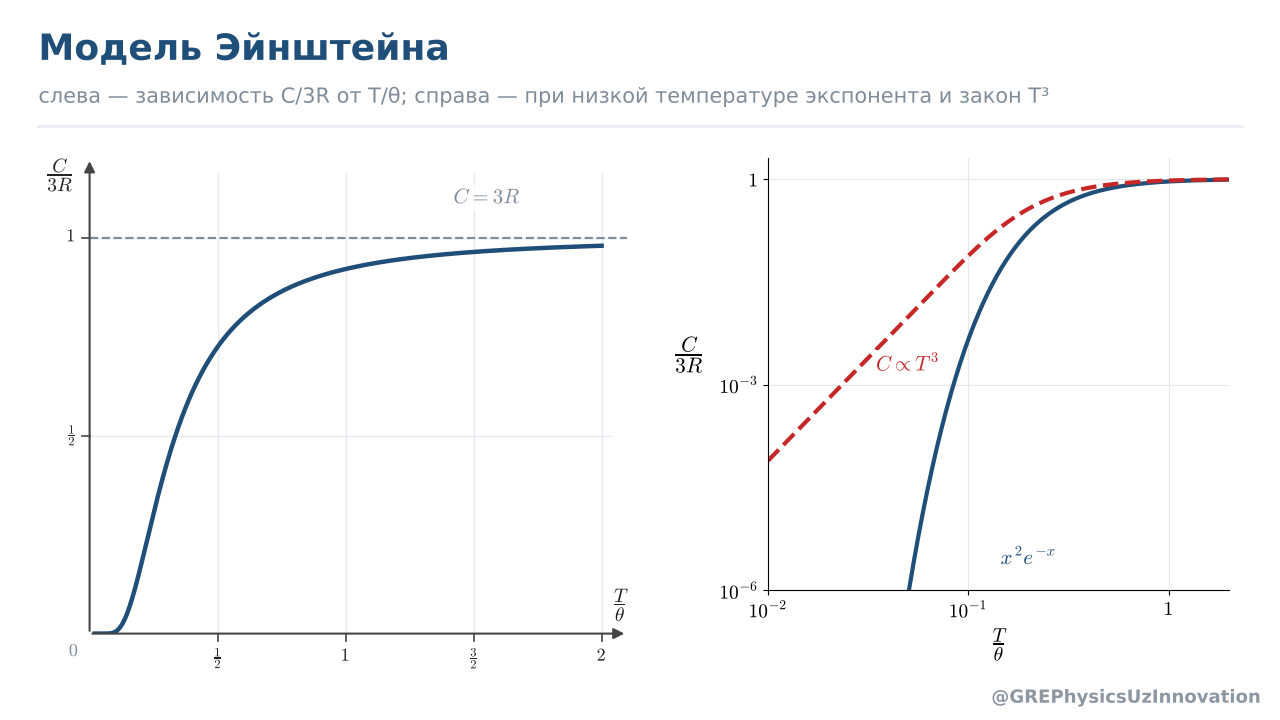 Модель Эйнштейна
слева — зависимость C/3R от T/θ; справа — при низкой температуре экспонента и закон T³
C/3R
C = 3R
1
1/2
0
1/2
1
3/2
2
T/θ
C/3R
1
10⁻³
10⁻⁶
C ∝ T³
x²e⁻ˣ
10⁻²
10⁻¹
1
T/θ
@GREPhysicsUzInnovation